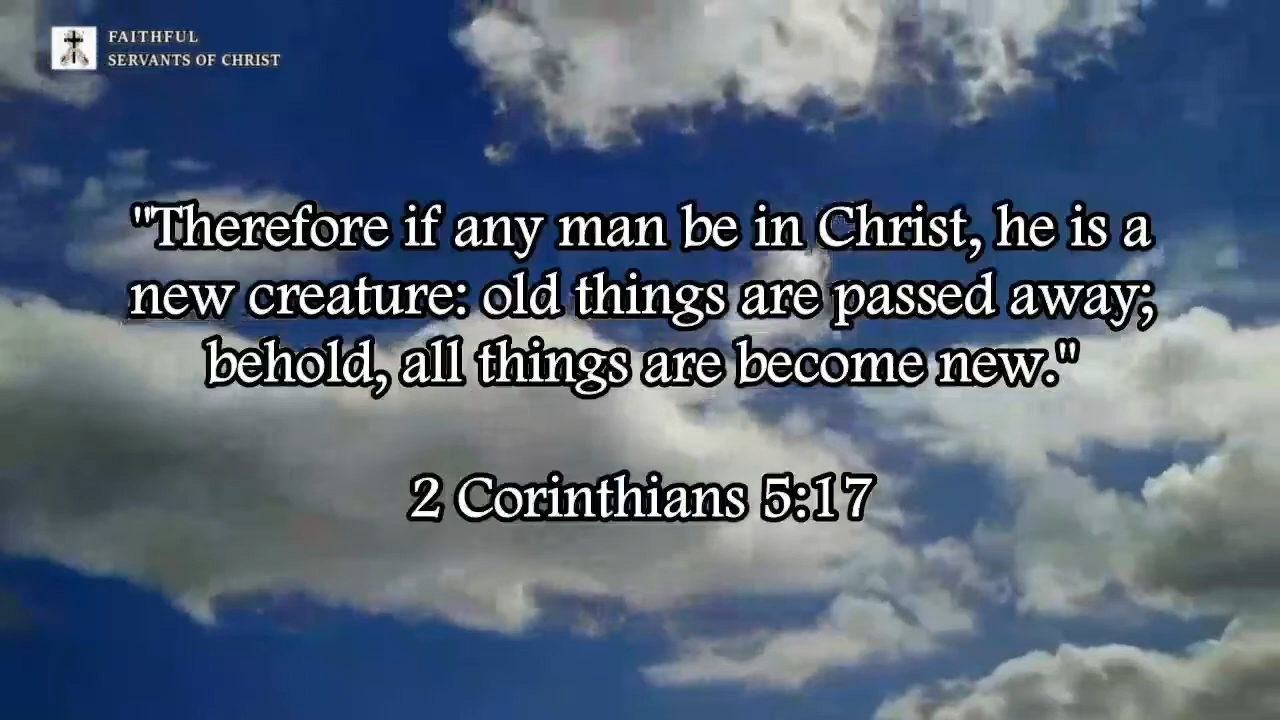 FAITHFUL
SERVANTS OF CHRIST
"Therefore if any man be in Christ, he is a
new creature: old things are passed away;
behold, all things are become new."
2 Corinthians 5:17